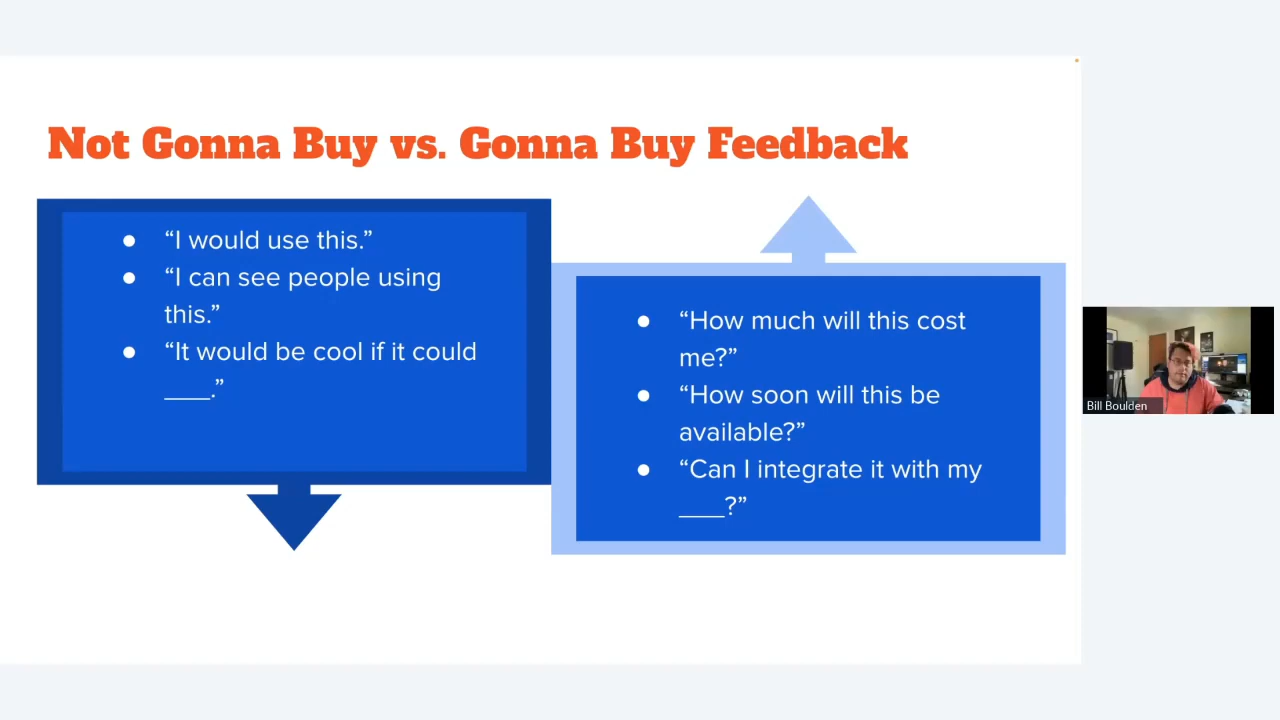 Not Gonna Buy vs. Gonna Buy Feedback
● “I would use this.”
● “I can see people using
this.”
● “It would be cool if it could
____.”
● “How much will this cost
me?”
● “How soon will this be
available?”
● “Can I integrate it with my
____?”
Bill Boulden